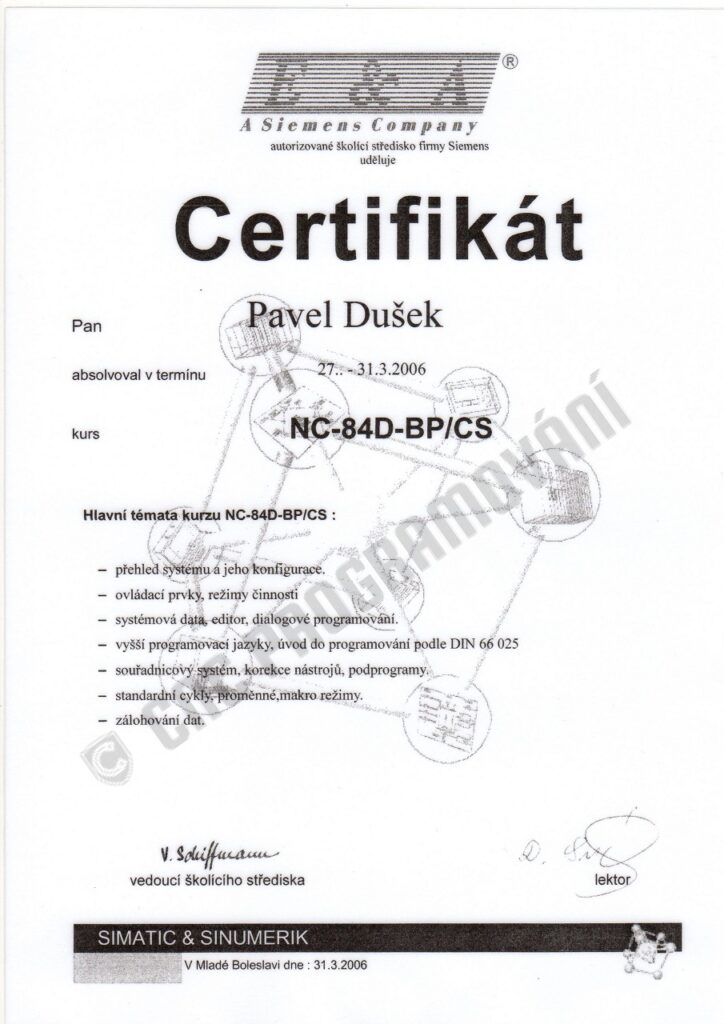 E & A ®
A Siemens Company
autorizované školící středisko firmy Siemens
uděluje
Certifikát
Pan Pavel Dušek
absolvoval v termínu 27.. - 31.3.2006
kurs NC-84D-BP/CS
Hlavní témata kurzu NC-84D-BP/CS :
– přehled systému a jeho konfigurace.
– ovládací prvky, režimy činnosti
– systémová data, editor, dialogové programování.
– vyšší programovací jazyky, úvod do programování podle DIN 66 025
– souřadnicový systém, korekce nástrojů, podprogramy.
– standardní cykly, proměnné,makro režimy.
– zálohování dat.
CNC PROGRAMOVÁNÍ
V. Schiffmann
vedoucí školícího střediska
lektor
SIMATIC & SINUMERIK
V Mladé Boleslavi dne : 31.3.2006